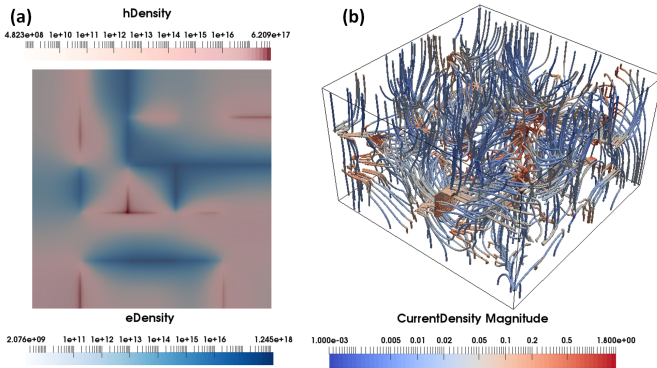 (a)
hDensity
4.823e+08 1e+10 1e+11 1e+12 1e+13 1e+14 1e+15 1e+16 6.209e+17
eDensity
2.076e+09 1e+11 1e+12 1e+13 1e+14 1e+15 1e+16 1.245e+18
(b)
CurrentDensity Magnitude
1.000e-03 0.005 0.01 0.02 0.05 0.1 0.2 0.5 1.800e+00